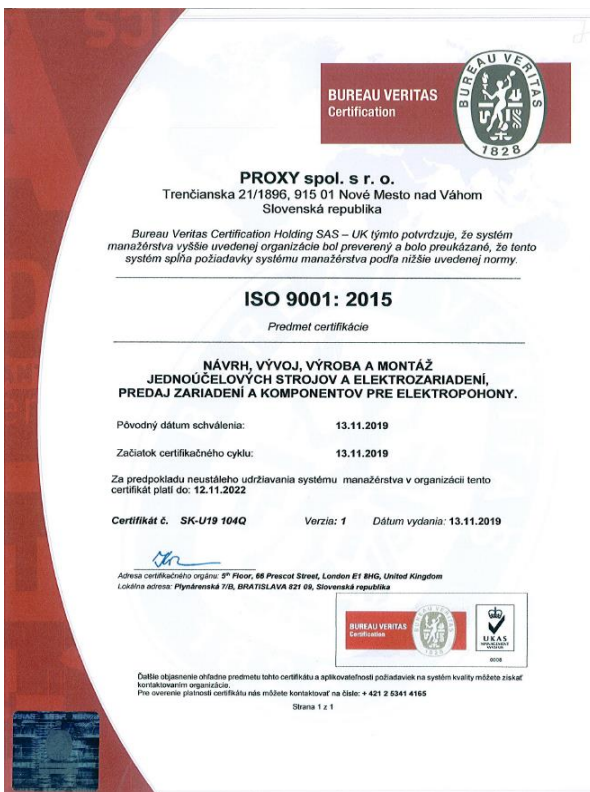 BUREAU VERITAS
Certification
BUREAU VERITAS
1828
PROXY spol. s r. o.
Trenčianska 21/1896, 915 01 Nové Mesto nad Váhom
Slovenská republika
Bureau Veritas Certification Holding SAS – UK týmto potvrdzuje, že systém
manažérstva vyššie uvedenej organizácie bol preverený a bolo preukázané, že tento
systém spĺňa požiadavky systému manažérstva podľa nižšie uvedenej normy.
ISO 9001: 2015
Predmet certifikácie
NÁVRH, VÝVOJ, VÝROBA A MONTÁŽ
JEDNOÚČELOVÝCH STROJOV A ELEKTROZARIADENÍ,
PREDAJ ZARIADENÍ A KOMPONENTOV PRE ELEKTROPOHONY.
Pôvodný dátum schválenia: 13.11.2019
Začiatok certifikačného cyklu: 13.11.2019
Za predpokladu neustáleho udržiavania systému manažérstva v organizácii tento
certifikát platí do: 12.11.2022
Certifikát č. SK-U19 104Q Verzia: 1 Dátum vydania: 13.11.2019
Adresa certifikačného orgánu: 5th Floor, 66 Prescot Street, London E1 8HG, United Kingdom
Lokálna adresa: Plynárenská 7/B, BRATISLAVA 821 09, Slovenská republika
BUREAU VERITAS
Certification
UKAS
MANAGEMENT
SYSTEMS
0008
Ďalšie objasnenie ohľadne predmetu tohto certifikátu a aplikovateľnosti požiadaviek na systém kvality môžete získať
kontaktovaním organizácie.
Pre overenie platnosti certifikátu nás môžete kontaktovať na čísle: + 421 2 5341 4165
Strana 1 z 1